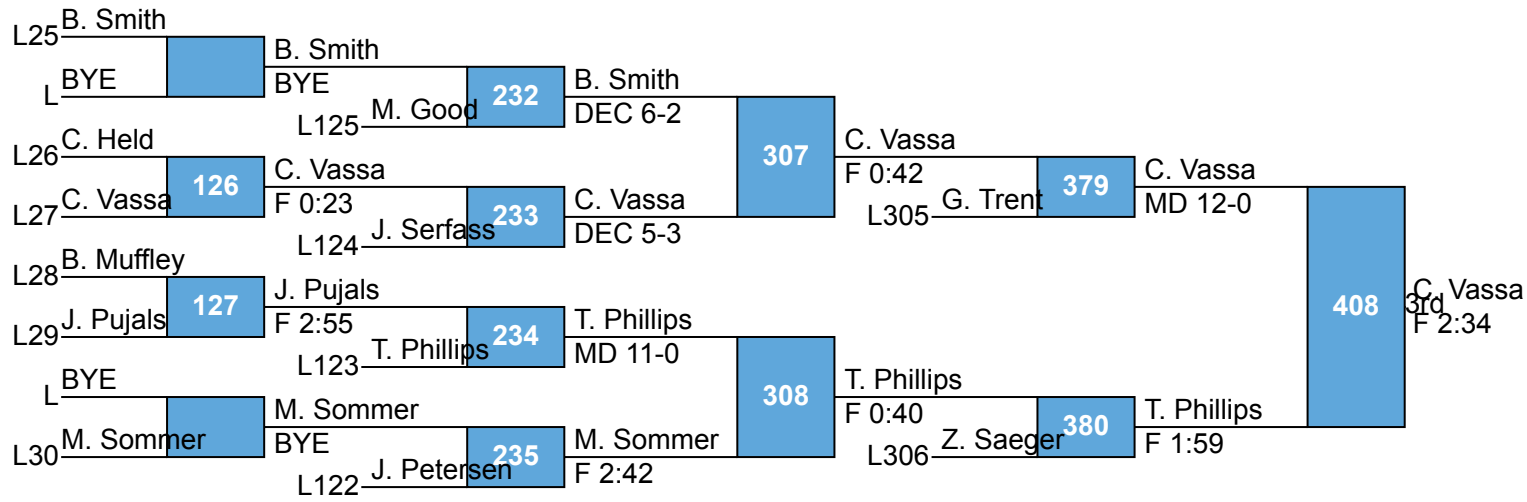 B. Smith
L25
B. Smith
BYE
L
BYE
232
B. Smith
M. Good
L125
DEC 6-2
C. Held
L26
307
C. Vassa
126
C. Vassa
F 0:42
C. Vassa
L27
F 0:23
379
C. Vassa
G. Trent
L305
MD 12-0
233
C. Vassa
J. Serfass
L124
DEC 5-3
B. Muffley
L28
127
J. Pujals
J. Pujals
L29
F 2:55
408
3rd
C. Vassa
F 2:34
234
T. Phillips
T. Phillips
L123
MD 11-0
BYE
L
308
T. Phillips
F 0:40
M. Sommer
M. Sommer
L30
BYE
380
T. Phillips
Z. Saeger
L306
F 1:59
235
M. Sommer
J. Petersen
L122
F 2:42